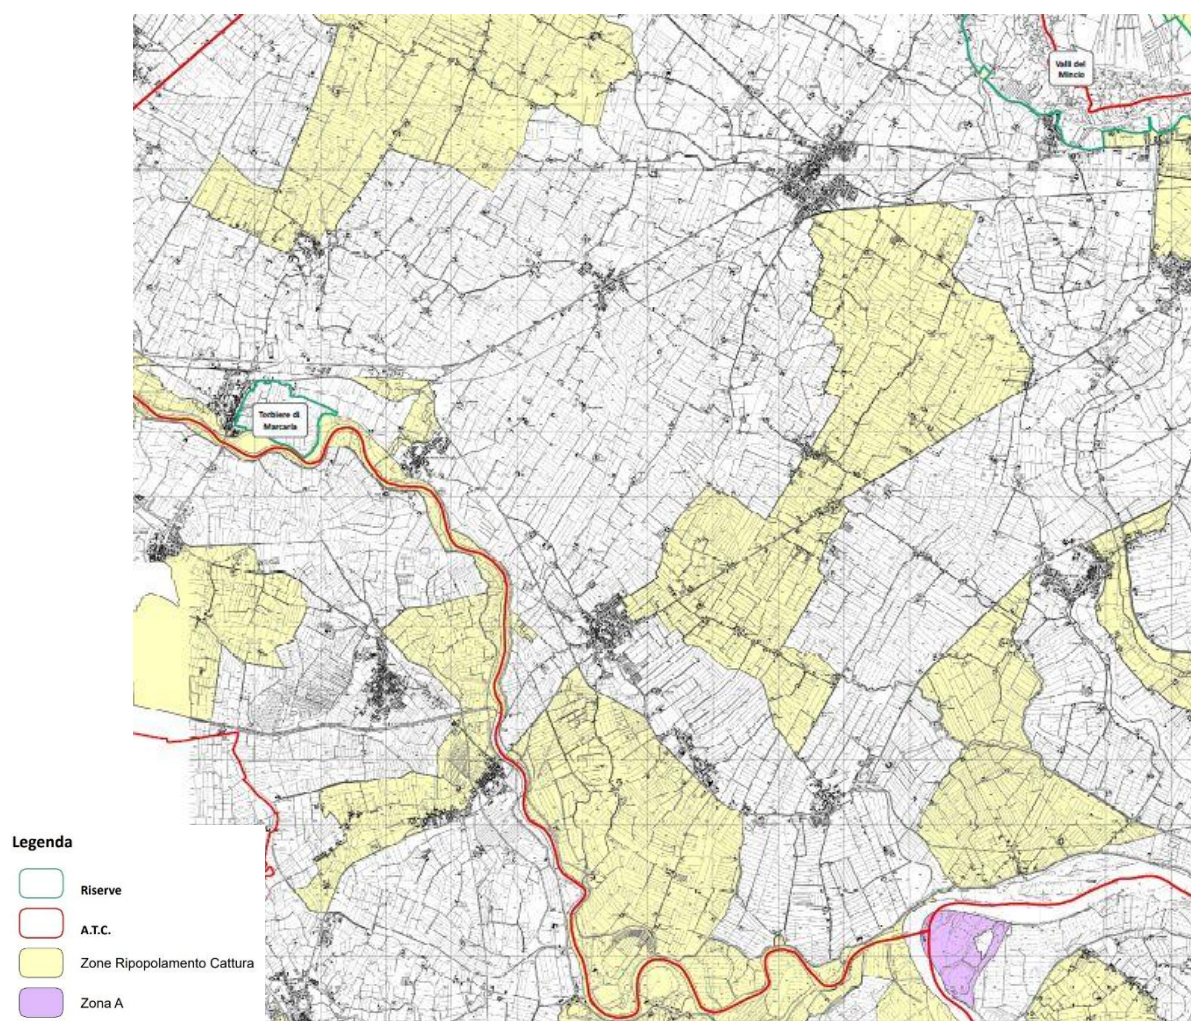 Valli del
Mincio
Torbiere di
Marcaria
Legenda
Riserve
A.T.C.
Zone Ripopolamento Cattura
Zona A